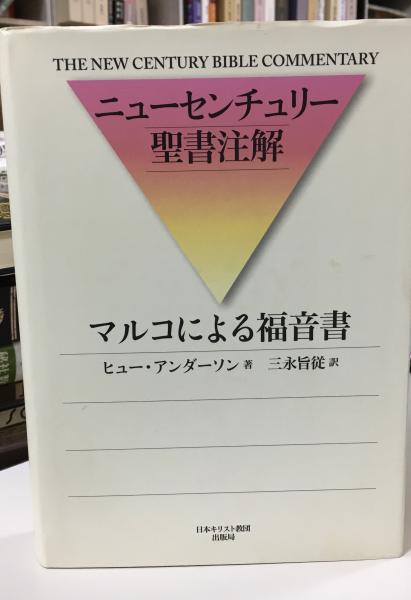 THE NEW CENTURY BIBLE COMMENTARY
ニューセンチュリー
聖書注解
マルコによる福音書
ヒュー・アンダーソン 著 三永旨従 訳
日本キリスト教団
出版局